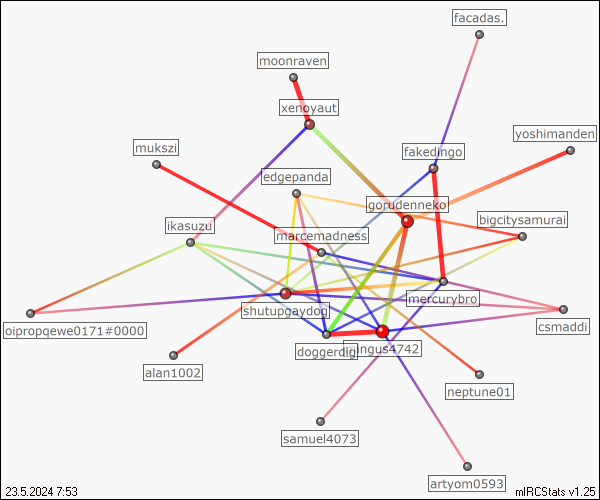 facadas.
moonraven
xenoyaut
yoshimanden
mukszi
fakedingo
edgepanda
gorudenneko
bigcitysamurai
ikasuzu
marcemadness
mercurybro
shutupgaydog
csmaddi
oipropqewe0171#0000
doggerdig
ingus4742
alan1002
neptune01
samuel4073
artyom0593
23.5.2024 7:53
mIRCStats v1.25